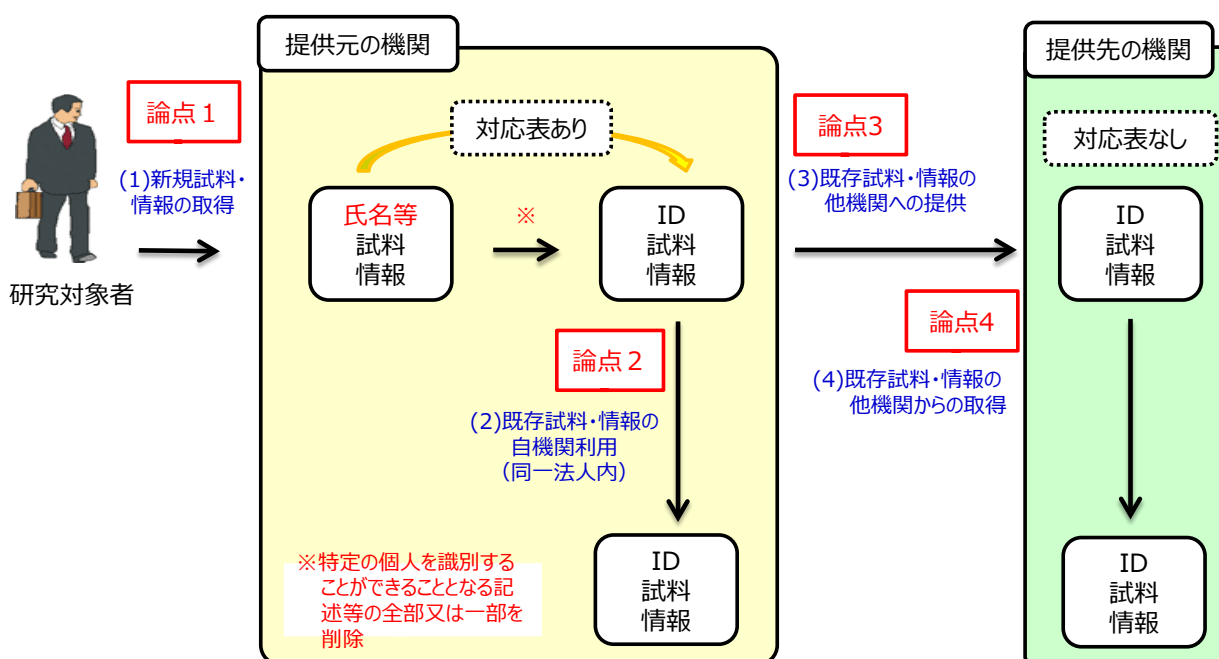 提供元の機関
提供先の機関
論点１
対応表あり
論点3
対応表なし
(1)新規試料・
情報の取得
(3)既存試料・情報の
他機関への提供
氏名等
試料
情報
※
ID
試料
情報
ID
試料
情報
研究対象者
論点２
論点4
(2)既存試料・情報の
自機関利用
（同一法人内）
(4)既存試料・情報の
他機関からの取得
※特定の個人を識別する
ことができることとなる記
述等の全部又は一部を
削除
ID
試料
情報
ID
試料
情報